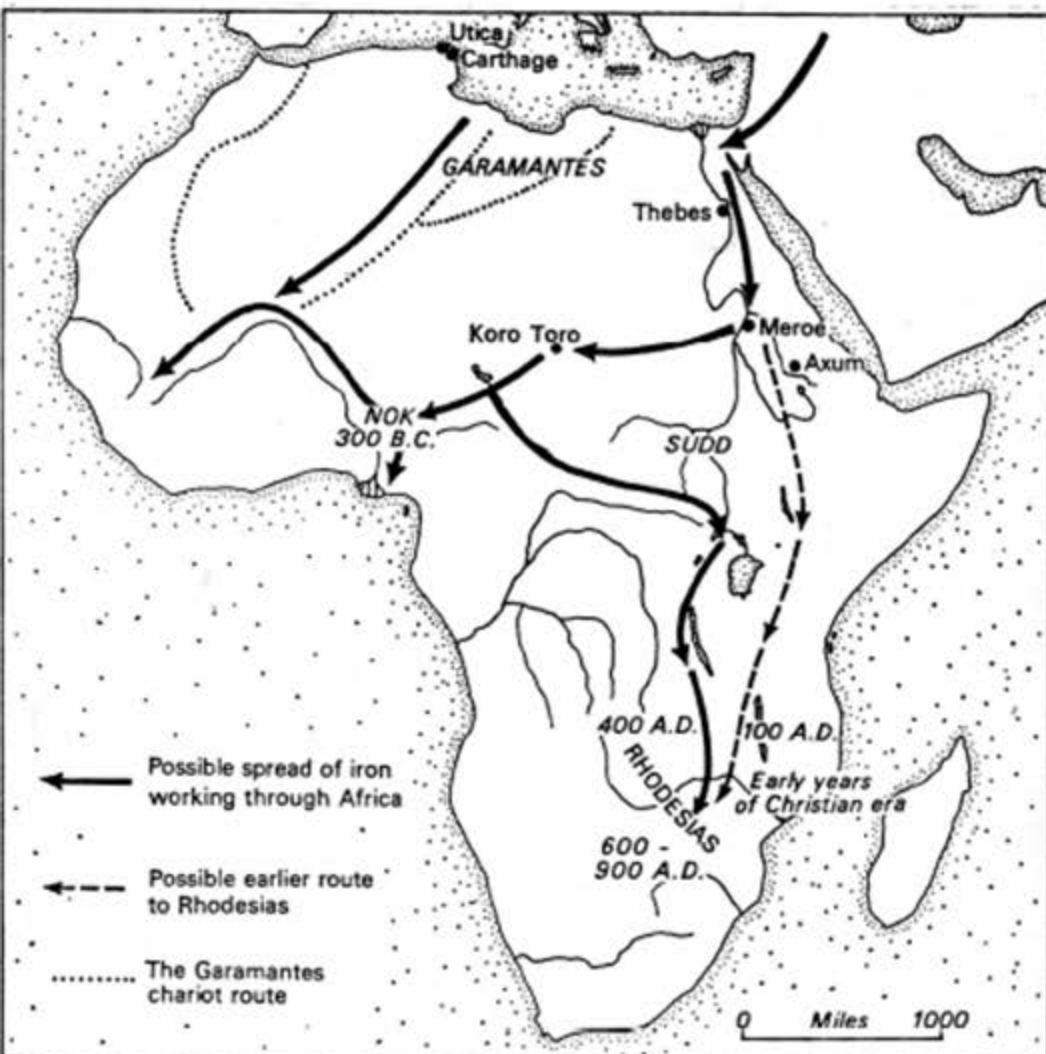 Utica
Carthage
GARAMANTES
Thebes
Koro Toro
Meroe
Axum
NOK
300 B.C.
SUDD
400 A.D.
100 A.D.
RHODESIAS
Early years
of Christian era
600 -
900 A.D.
Possible spread of iron
working through Africa
Possible earlier route
to Rhodesias
The Garamantes
chariot route
0 Miles 1000